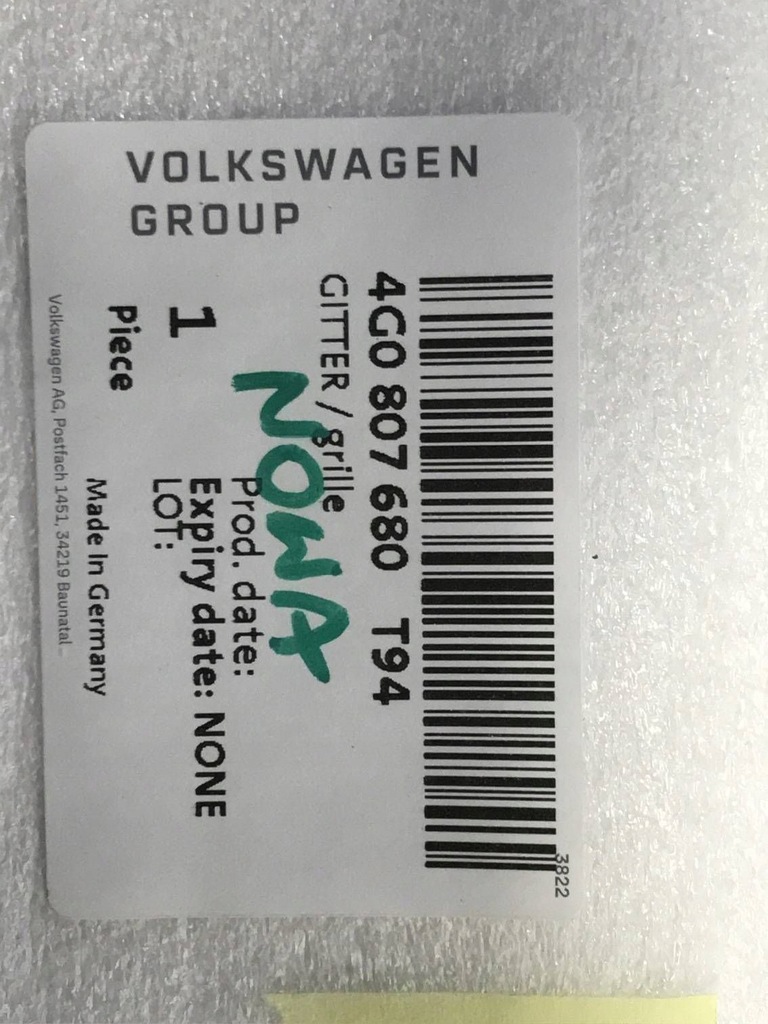 VOLKSWAGEN
GROUP
3822
4G0 807 680 T94
GITTER / grille
NOWA
Prod. date:
1
Expiry date: NONE
LOT:
Piece
Made In Germany
Volkswagen AG, Postfach 1451, 34219 Baunatal